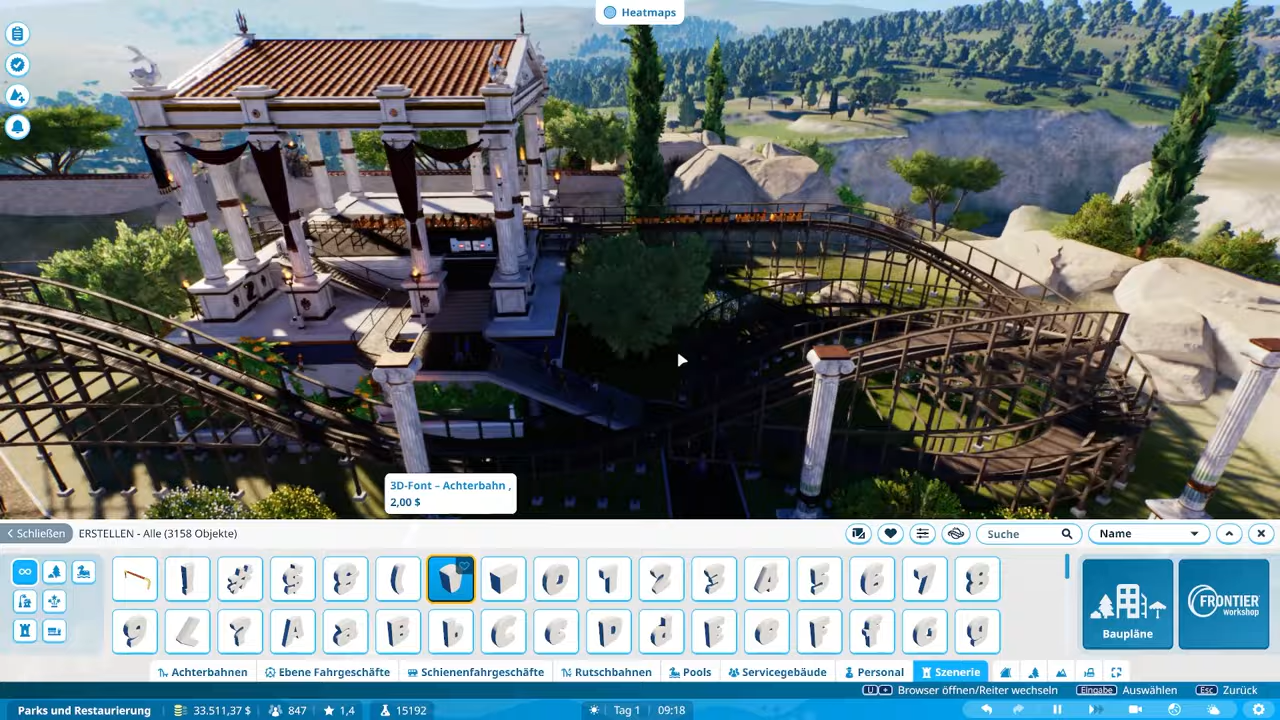 Heatmaps
3D-Font – Achterbahn ,
2,00 $
Schließen
ERSTELLEN - Alle (3158 Objekte)
Suche
Name
Baupläne
FRONTIER
workshop
Achterbahnen
Ebene Fahrgeschäfte
Schienenfahrgeschäfte
Rutschbahnen
Pools
Servicegebäude
Personal
Szenerie
U + Browser öffnen/Reiter wechseln
Eingabe Auswählen
Esc Zurück
Parks und Restaurierung
33.511,37 $
847
1,4
15192
Tag 1
09:18